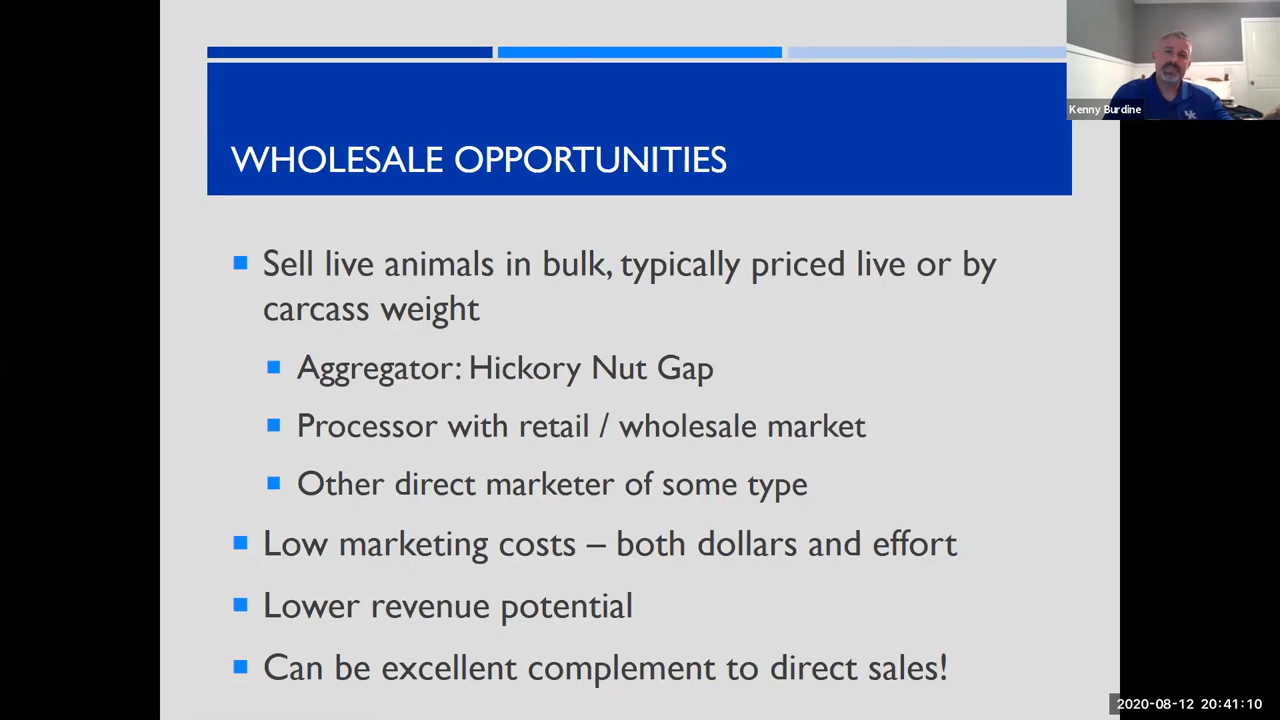 Kenny Burdine
WHOLESALE OPPORTUNITIES
Sell live animals in bulk, typically priced live or by
carcass weight
Aggregator: Hickory Nut Gap
Processor with retail / wholesale market
Other direct marketer of some type
Low marketing costs – both dollars and effort
Lower revenue potential
Can be excellent complement to direct sales!
2020-08-12 20:41:10